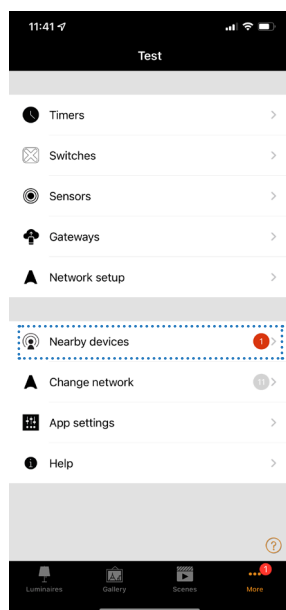 11:41
Test
Timers
Switches
Sensors
Gateways
Network setup
Nearby devices 1
Change network 11
App settings
Help
?
1
Luminaires Gallery Scenes More